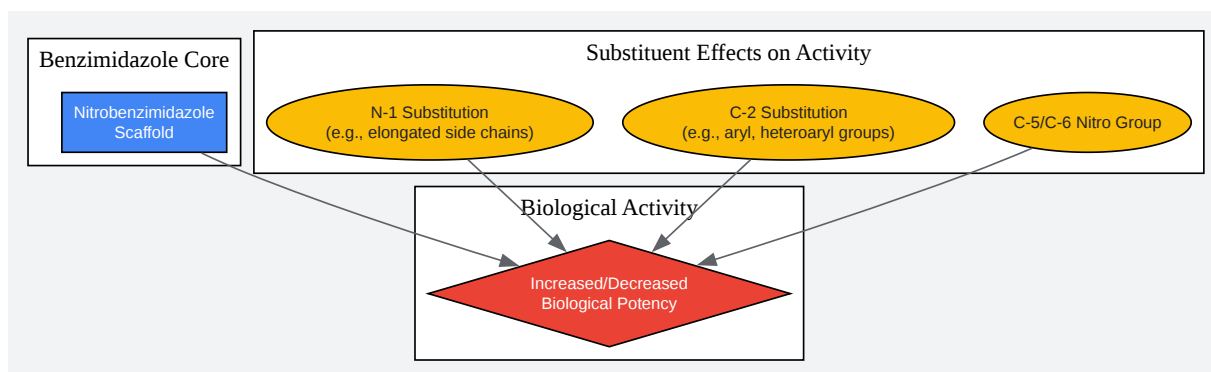 Benzimidazole Core
Nitrobenzimidazole
Scaffold
Substituent Effects on Activity
N-1 Substitution
(e.g., elongated side chains)
C-2 Substitution
(e.g., aryl, heteroaryl groups)
C-5/C-6 Nitro Group
Biological Activity
Increased/Decreased
Biological Potency